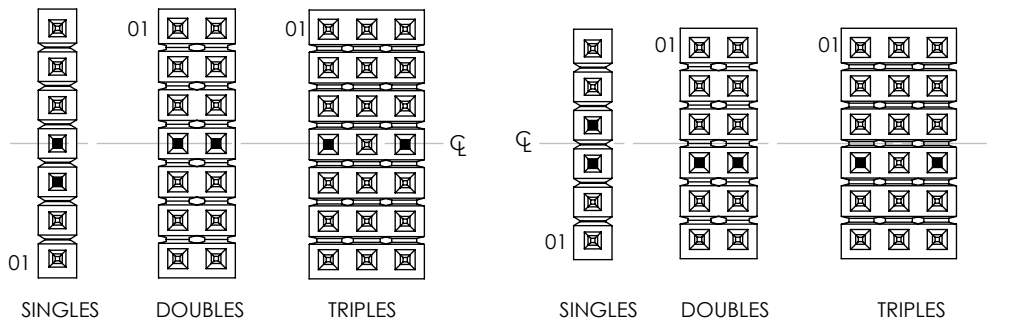 01 01 01 01
℄ ℄
01 01
SINGLES DOUBLES TRIPLES SINGLES DOUBLES TRIPLES